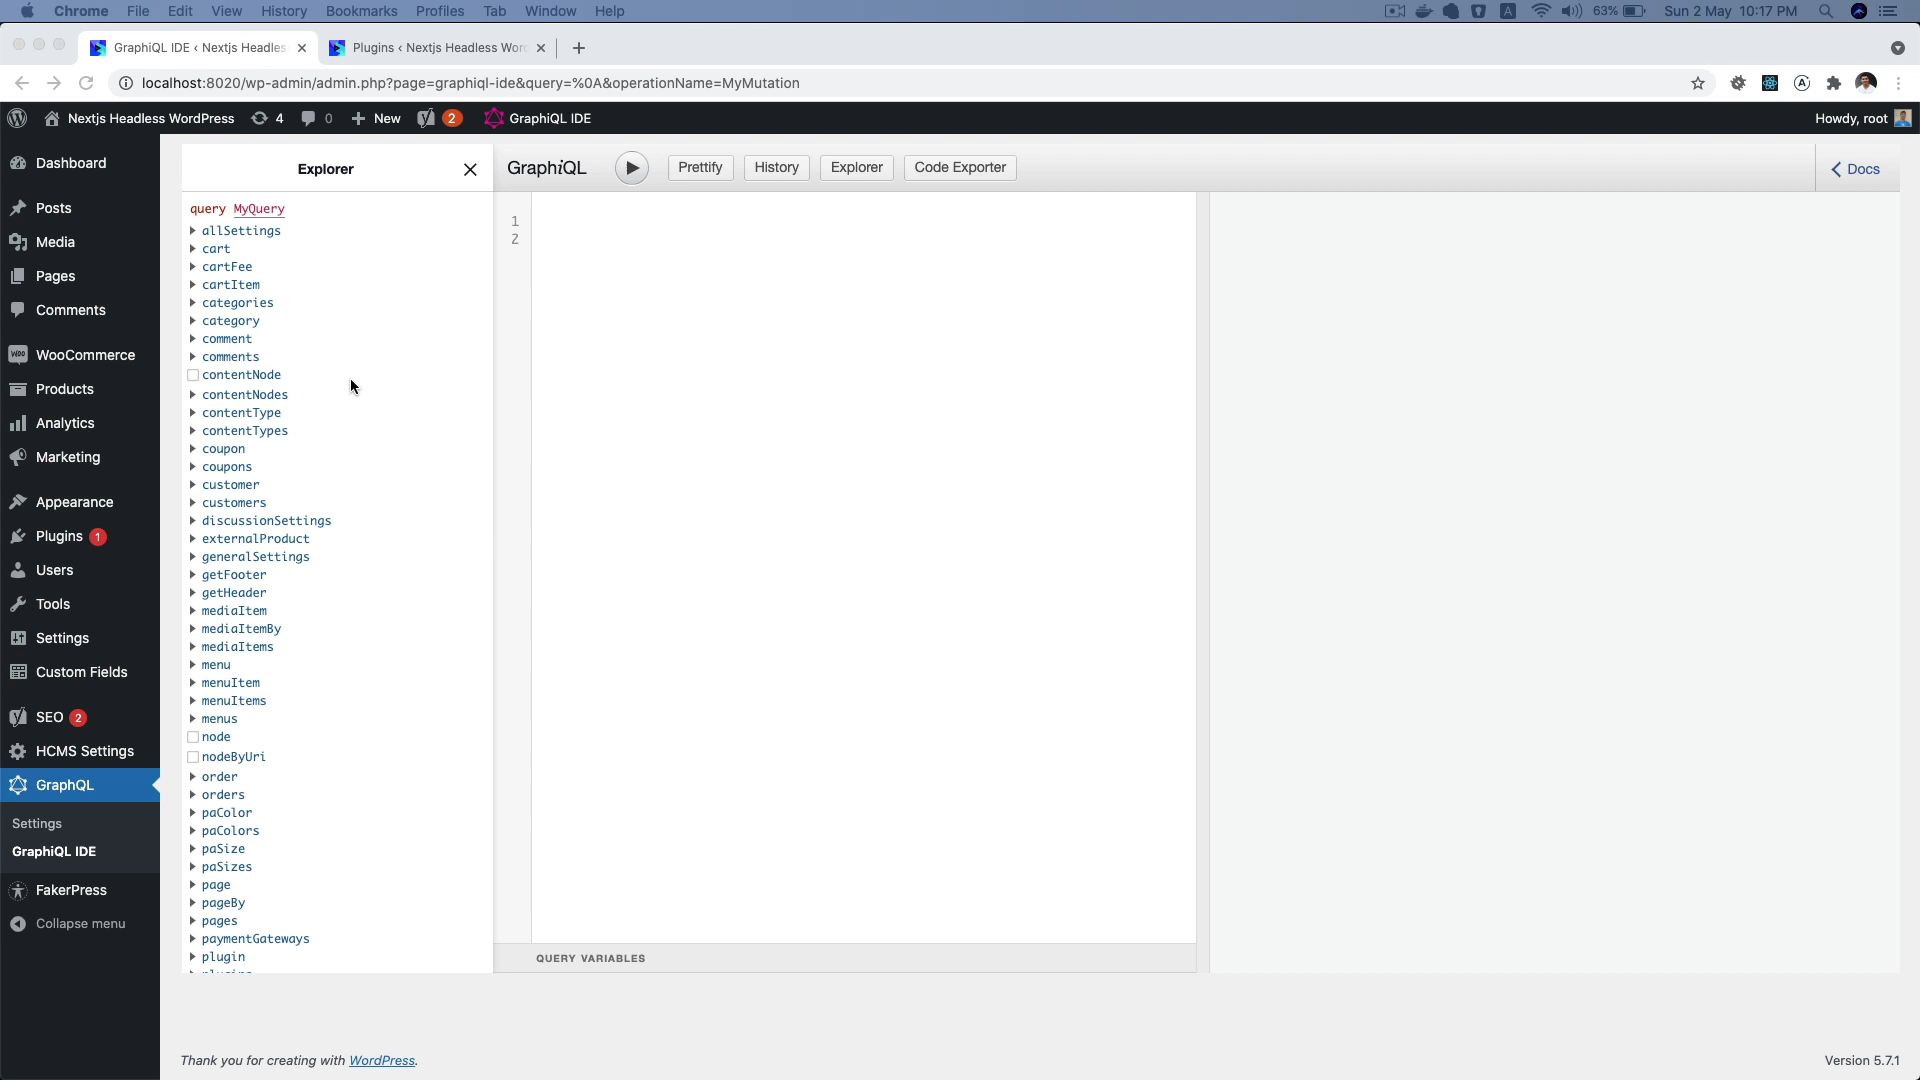 Chrome File Edit View History Bookmarks Profiles Tab Window Help
A 63% Sun 2 May 10:17 PM
GraphiQL IDE ‹ Nextjs Headles
Plugins ‹ Nextjs Headless Wor
localhost:8020/wp-admin/admin.php?page=graphiql-ide&query=%0A&operationName=MyMutation
Nextjs Headless WordPress 4 0 New 2 GraphiQL IDE
Howdy, root
Dashboard
Posts
Media
Pages
Comments
WooCommerce
Products
Analytics
Marketing
Appearance
Plugins 1
Users
Tools
Settings
Custom Fields
SEO 2
HCMS Settings
GraphQL
Settings
GraphiQL IDE
FakerPress
Collapse menu
Explorer
query MyQuery
allSettings
cart
cartFee
cartItem
categories
category
comment
comments
contentNode
contentNodes
contentType
contentTypes
coupon
coupons
customer
customers
discussionSettings
externalProduct
generalSettings
getFooter
getHeader
mediaItem
mediaItemBy
mediaItems
menu
menuItem
menuItems
menus
node
nodeByUri
order
orders
paColor
paColors
paSize
paSizes
page
pageBy
pages
paymentGateways
plugin
GraphiQL
Prettify
History
Explorer
Code Exporter
Docs
1
2
QUERY VARIABLES
Thank you for creating with WordPress.
Version 5.7.1